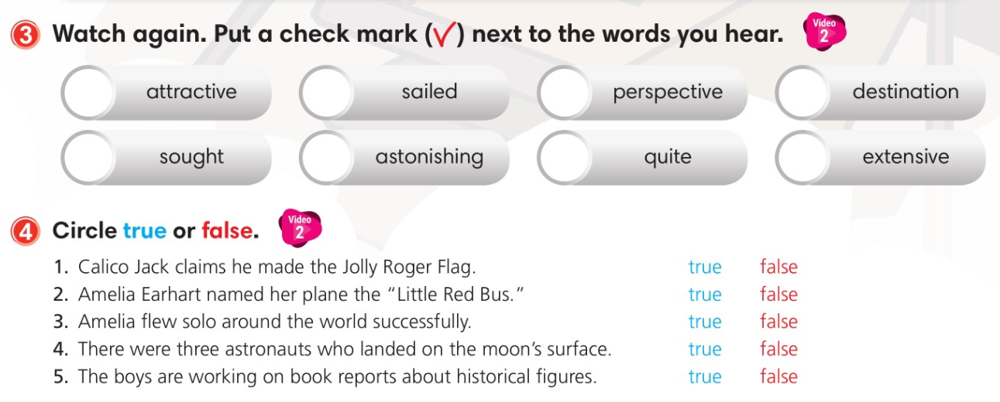 3 Watch again. Put a check mark (✓) next to the words you hear. Video 2
attractive sailed perspective destination
sought astonishing quite extensive
4 Circle true or false. Video 2
1. Calico Jack claims he made the Jolly Roger Flag. true false
2. Amelia Earhart named her plane the “Little Red Bus.” true false
3. Amelia flew solo around the world successfully. true false
4. There were three astronauts who landed on the moon’s surface. true false
5. The boys are working on book reports about historical figures. true false